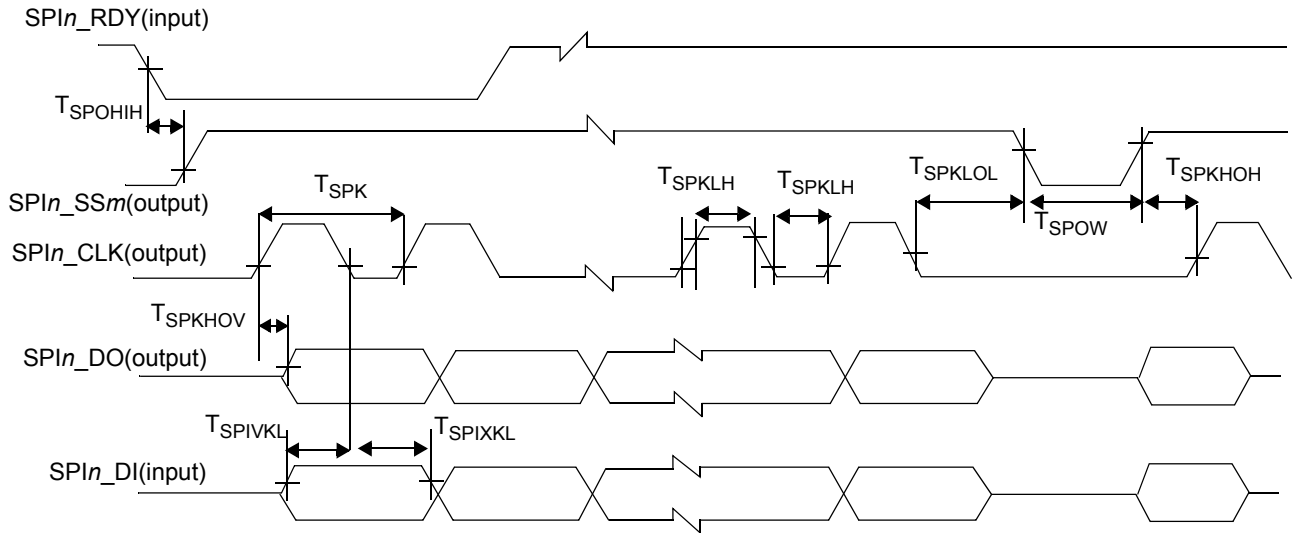 SPIn_RDY(input)
TSPOHIH
SPIn_SSm(output)
TSPK
TSPKLH
TSPKLH
TSPKLOL
TSPOW
TSPKHOH
SPIn_CLK(output)
TSPKHOV
SPIn_DO(output)
TSPIVKL
TSPIXKL
SPIn_DI(input)